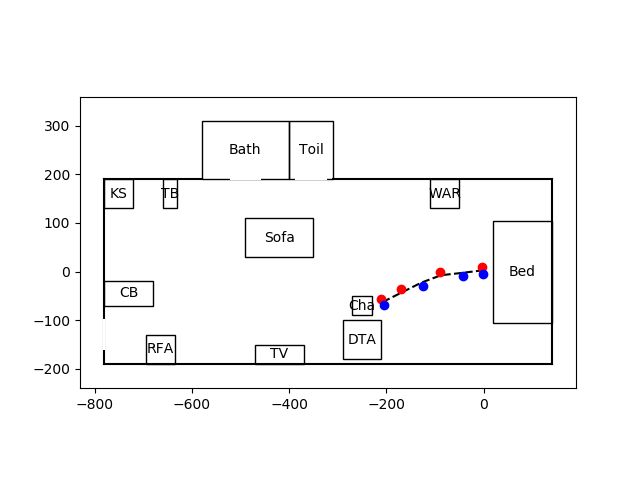 300
200
100
0
−100
−200
−800
−600
−400
−200
0
Bath
Toil
KS
TB
WAR
Sofa
Bed
CB
Cha
DTA
RFA
TV